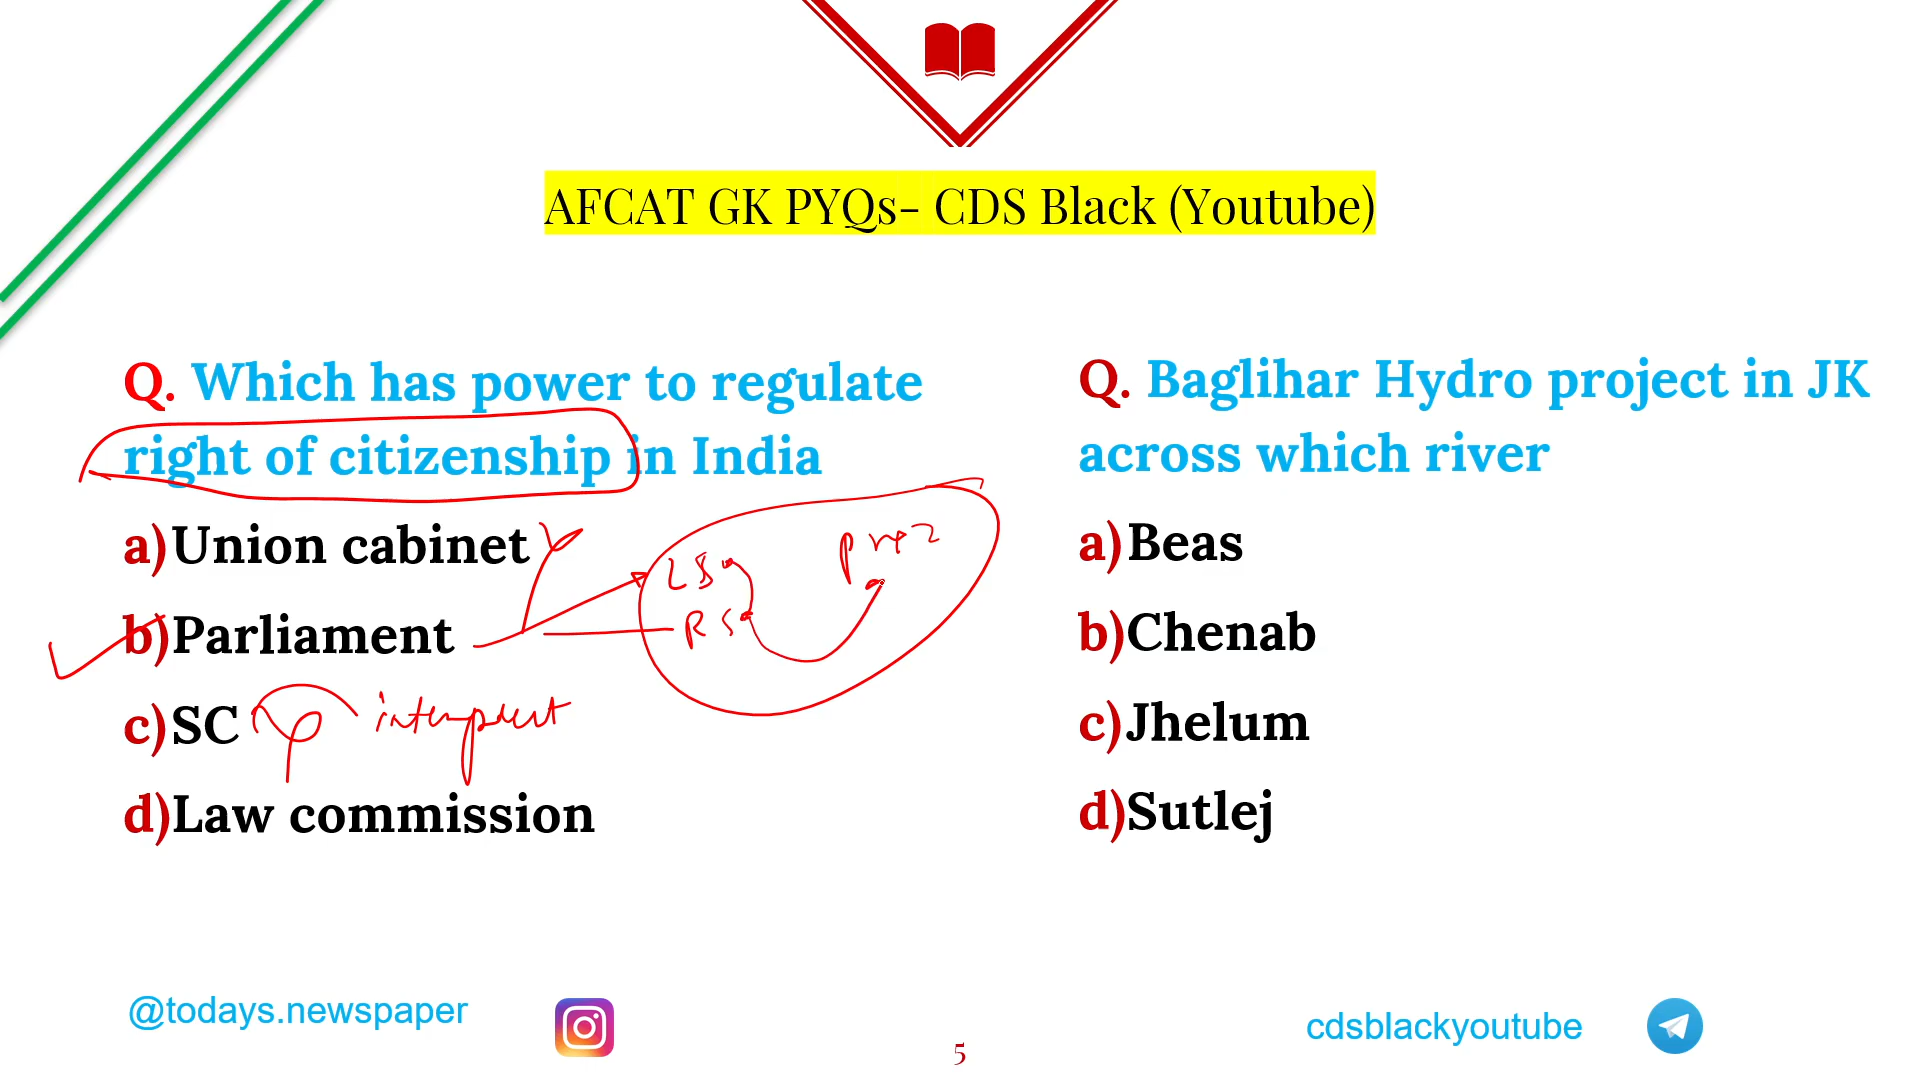 AFCAT GK PYQs- CDS Black (Youtube)
Q. Which has power to regulate
right of citizenship in India
a)Union cabinet
b)Parliament
c)SC
d)Law commission
LS
RS
Q. Baglihar Hydro project in JK
across which river
a)Beas
b)Chenab
c)Jhelum
d)Sutlej
@todays.newspaper
5
cdsblackyoutube